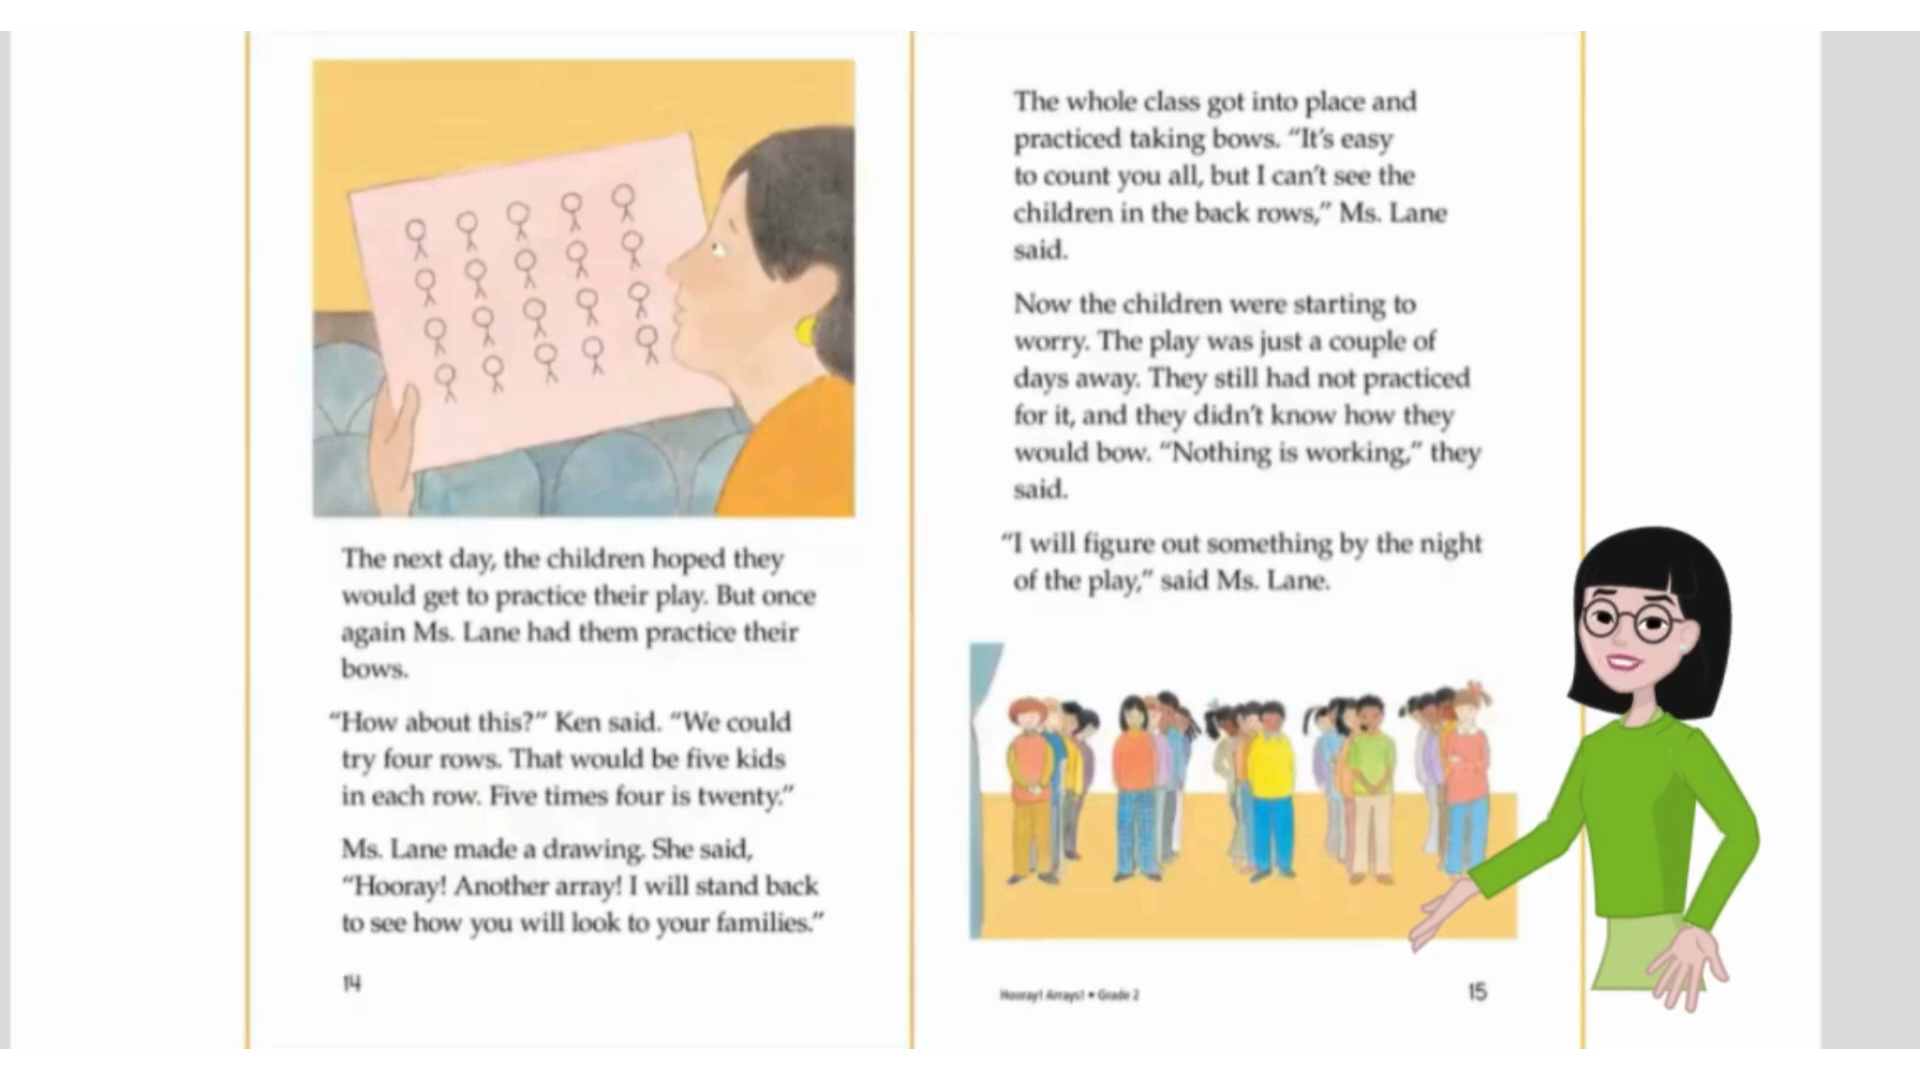 The next day, the children hoped they
would get to practice their play. But once
again Ms. Lane had them practice their
bows.
“How about this?” Ken said. “We could
try four rows. That would be five kids
in each row. Five times four is twenty.”
Ms. Lane made a drawing. She said,
“Hooray! Another array! I will stand back
to see how you will look to your families.”
14
The whole class got into place and
practiced taking bows. “It’s easy
to count you all, but I can’t see the
children in the back rows,” Ms. Lane
said.
Now the children were starting to
worry. The play was just a couple of
days away. They still had not practiced
for it, and they didn’t know how they
would bow. “Nothing is working,” they
said.
“I will figure out something by the night
of the play,” said Ms. Lane.
Hooray! Arrays! • Grade 2
15